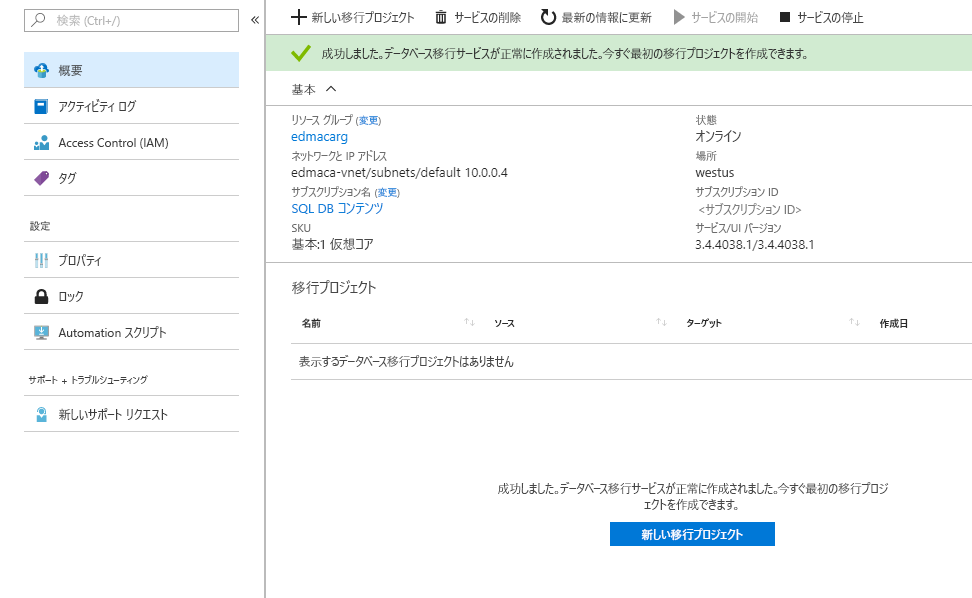 検索 (Ctrl+/)
«
概要
アクティビティ ログ
Access Control (IAM)
タグ
設定
プロパティ
ロック
Automation スクリプト
サポート + トラブルシューティング
新しいサポート リクエスト
新しい移行プロジェクト サービスの削除 最新の情報に更新 サービスの開始 サービスの停止
成功しました。データベース移行サービスが正常に作成されました。今すぐ最初の移行プロジェクトを作成できます。
基本
リソース グループ (変更)
edmacarg
ネットワークと IP アドレス
edmaca-vnet/subnets/default 10.0.0.4
サブスクリプション名 (変更)
SQL DB コンテンツ
SKU
基本:1 仮想コア
状態
オンライン
場所
westus
サブスクリプション ID
<サブスクリプション ID>
サービス/UI バージョン
3.4.4038.1/3.4.4038.1
移行プロジェクト
名前 ↑↓ ソース ↑↓ ターゲット ↑↓ 作成日
表示するデータベース移行プロジェクトはありません
成功しました。データベース移行サービスが正常に作成されました。今すぐ最初の移行プロジ
ェクトを作成できます。
新しい移行プロジェクト